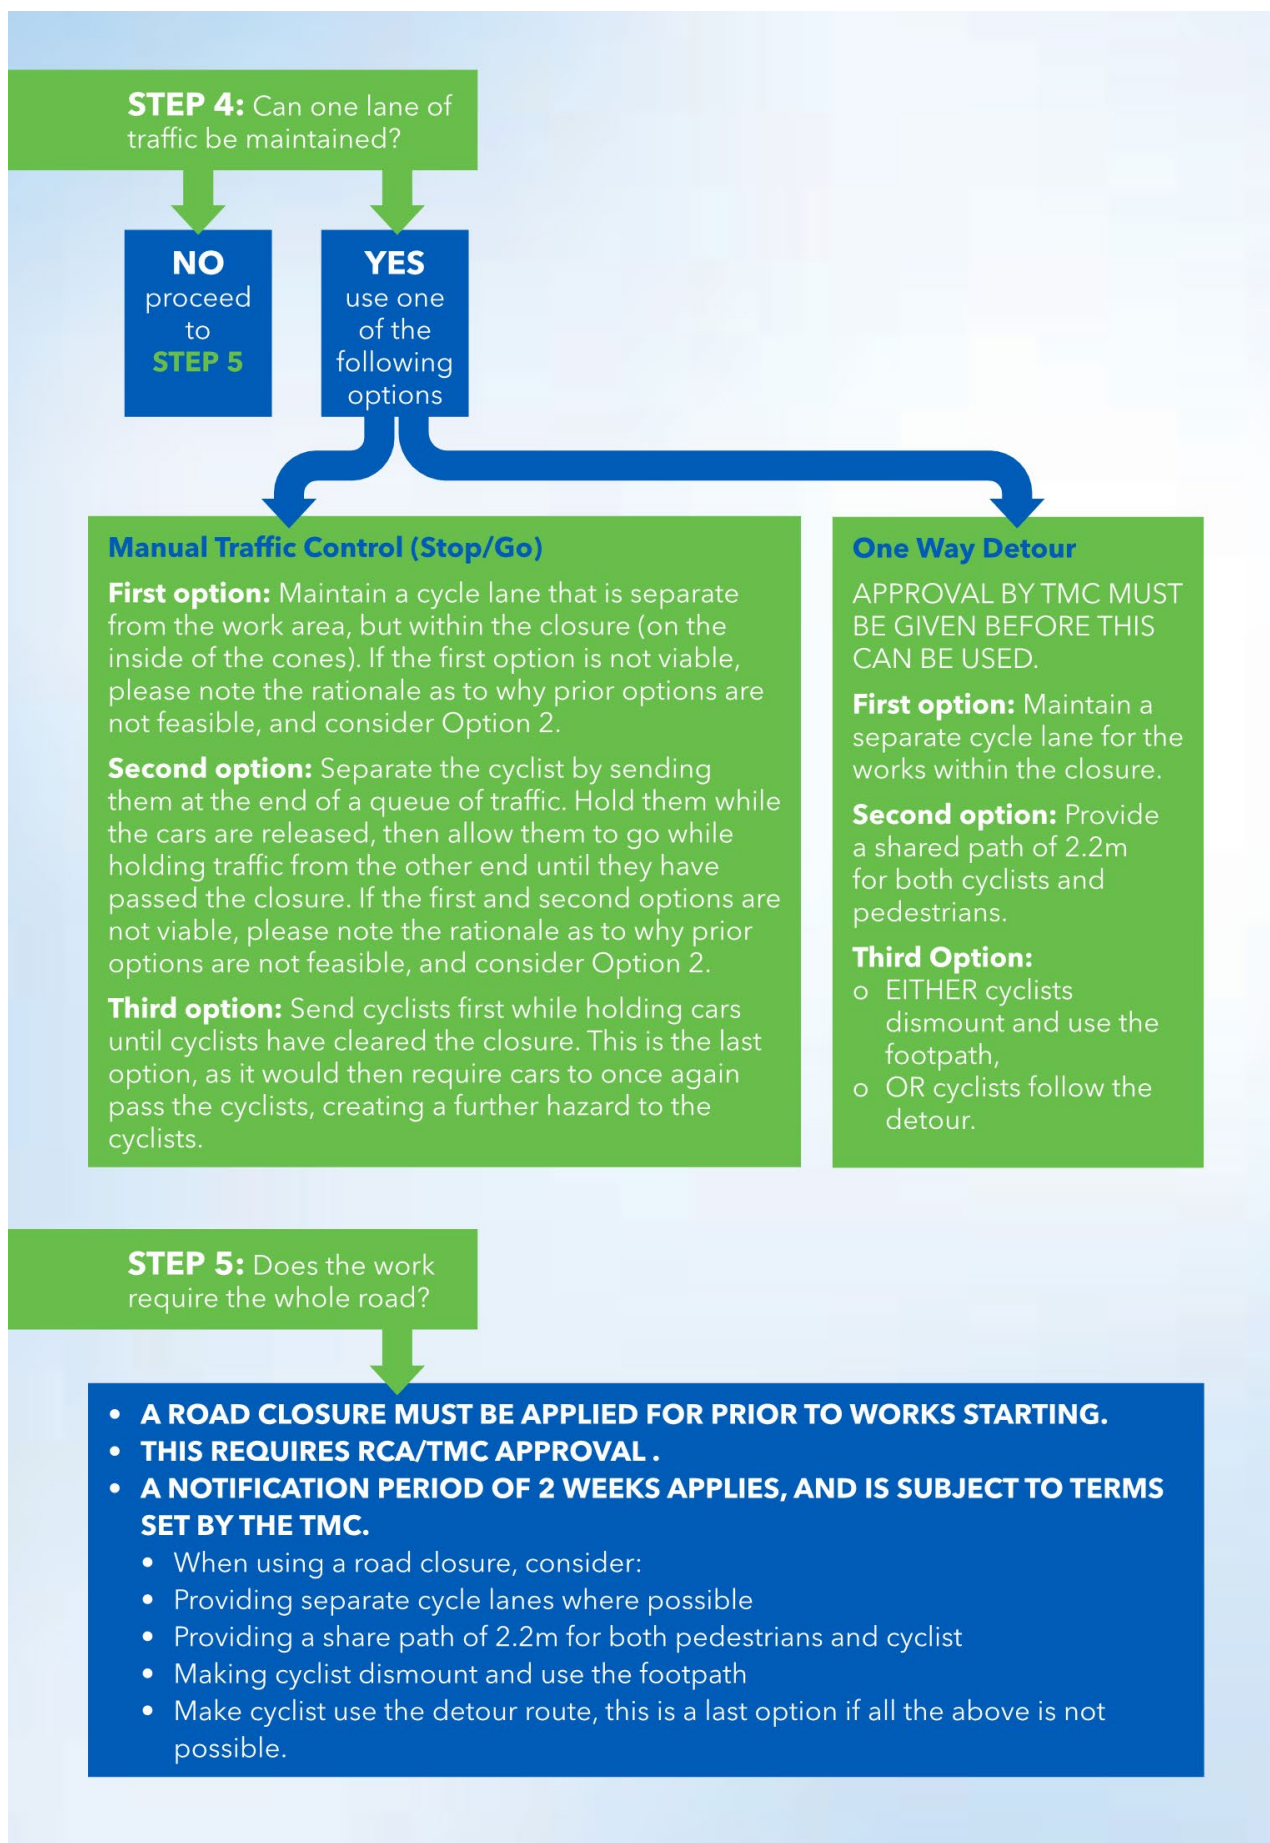 STEP 4: Can one lane of
traffic be maintained?
NO
proceed
to
STEP 5
YES
use one
of the
following
options
Manual Traffic Control (Stop/Go)
First option: Maintain a cycle lane that is separate
from the work area, but within the closure (on the
inside of the cones). If the first option is not viable,
please note the rationale as to why prior options are
not feasible, and consider Option 2.
Second option: Separate the cyclist by sending
them at the end of a queue of traffic. Hold them while
the cars are released, then allow them to go while
holding traffic from the other end until they have
passed the closure. If the first and second options are
not viable, please note the rationale as to why prior
options are not feasible, and consider Option 2.
Third option: Send cyclists first while holding cars
until cyclists have cleared the closure. This is the last
option, as it would then require cars to once again
pass the cyclists, creating a further hazard to the
cyclists.
One Way Detour
APPROVAL BY TMC MUST
BE GIVEN BEFORE THIS
CAN BE USED.
First option: Maintain a
separate cycle lane for the
works within the closure.
Second option: Provide
a shared path of 2.2m
for both cyclists and
pedestrians.
Third Option:
o EITHER cyclists
dismount and use the
footpath,
o OR cyclists follow the
detour.
STEP 5: Does the work
require the whole road?
• A ROAD CLOSURE MUST BE APPLIED FOR PRIOR TO WORKS STARTING.
• THIS REQUIRES RCA/TMC APPROVAL .
• A NOTIFICATION PERIOD OF 2 WEEKS APPLIES, AND IS SUBJECT TO TERMS
SET BY THE TMC.
• When using a road closure, consider:
• Providing separate cycle lanes where possible
• Providing a share path of 2.2m for both pedestrians and cyclist
• Making cyclist dismount and use the footpath
• Make cyclist use the detour route, this is a last option if all the above is not
possible.